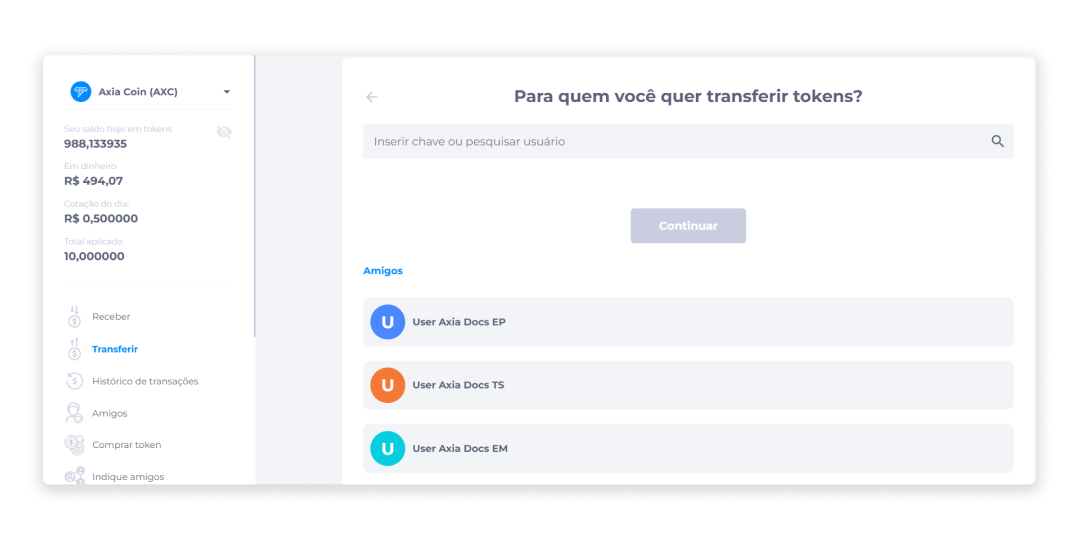 Axia Coin (AXC)
Seu saldo hoje em tokens
988,133935
Em dinheiro
R$ 494,07
Cotação do dia:
R$ 0,500000
Total aplicado
10,000000
Receber
Transferir
Histórico de transações
Amigos
Comprar token
Indique amigos
Para quem você quer transferir tokens?
Inserir chave ou pesquisar usuário
Continuar
Amigos
U User Axia Docs EP
U User Axia Docs TS
U User Axia Docs EM